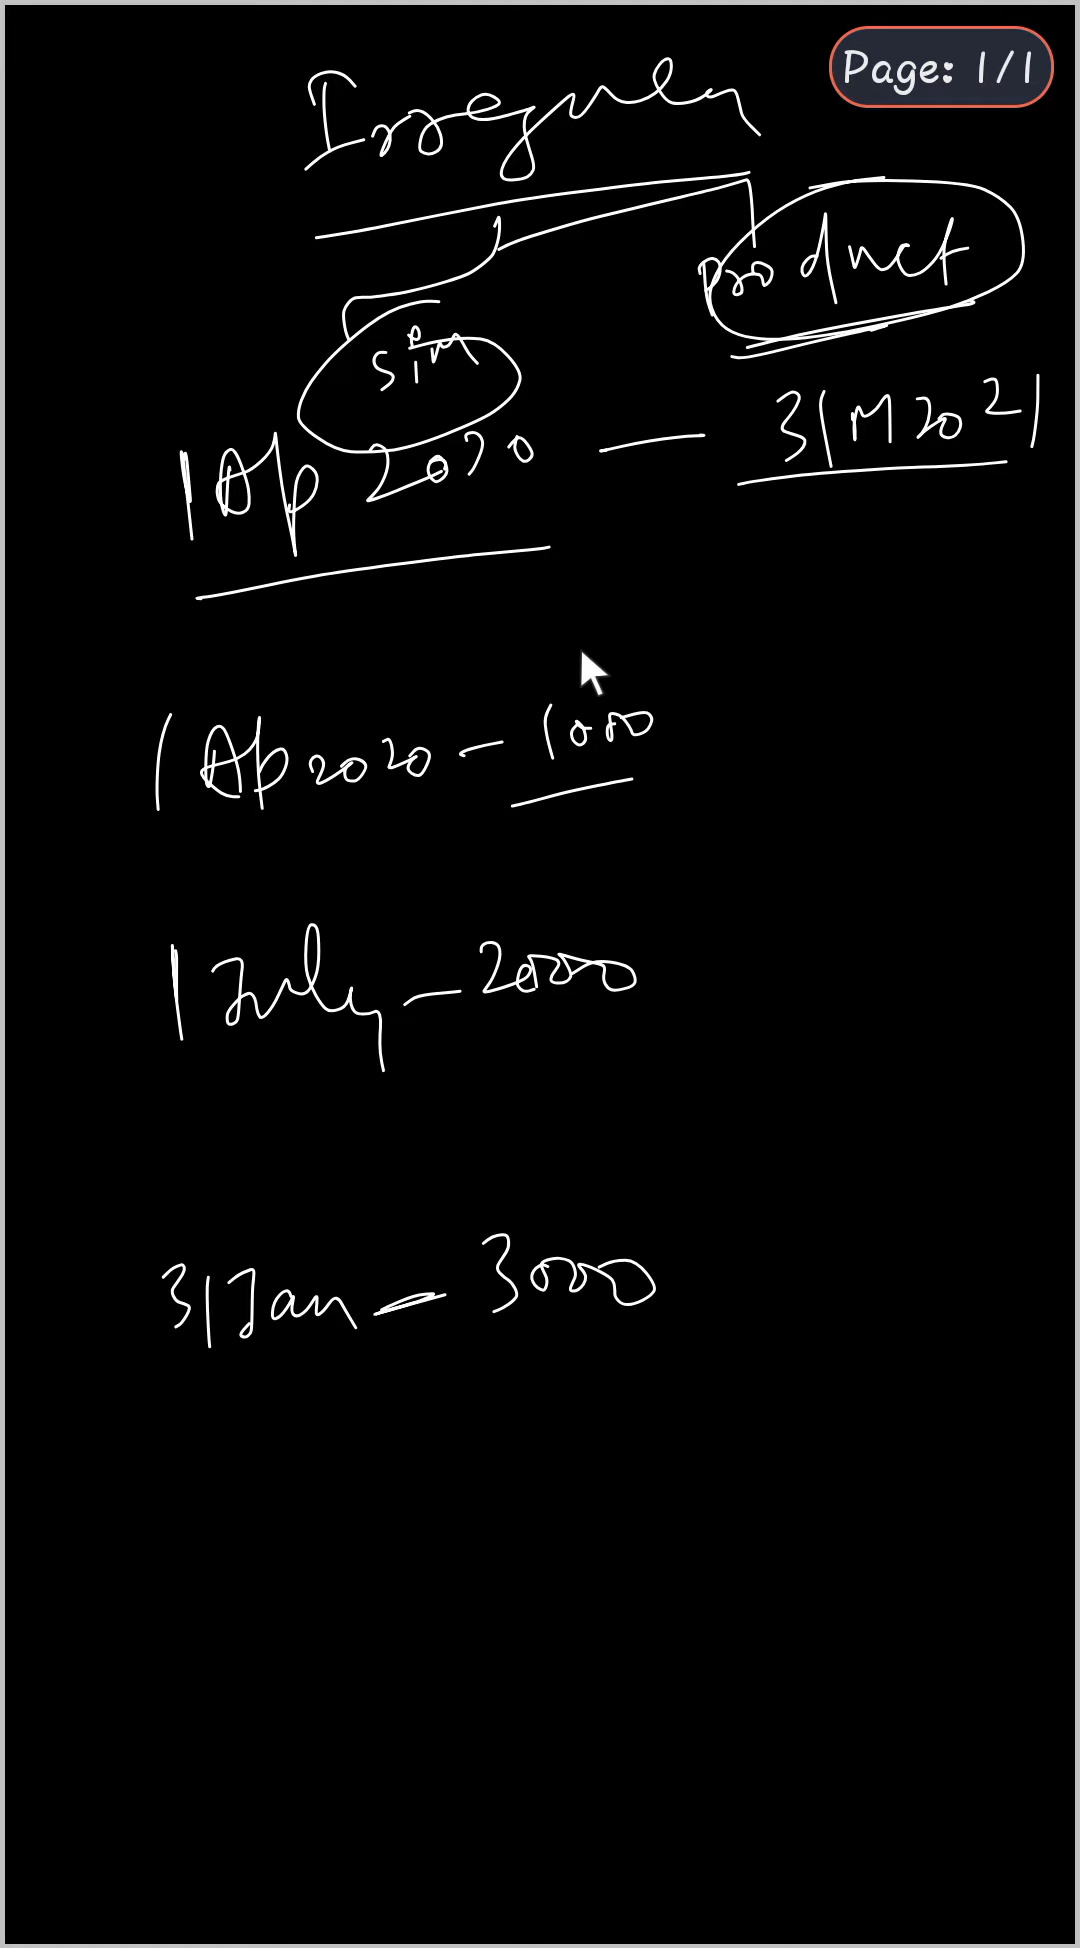 Page: 1/1
Irregular
Product
Sim
1 Ap 2020 — 31 M 2021
1 Ap 2020 — 1000
1 July — 2000
31 Jan — 3000